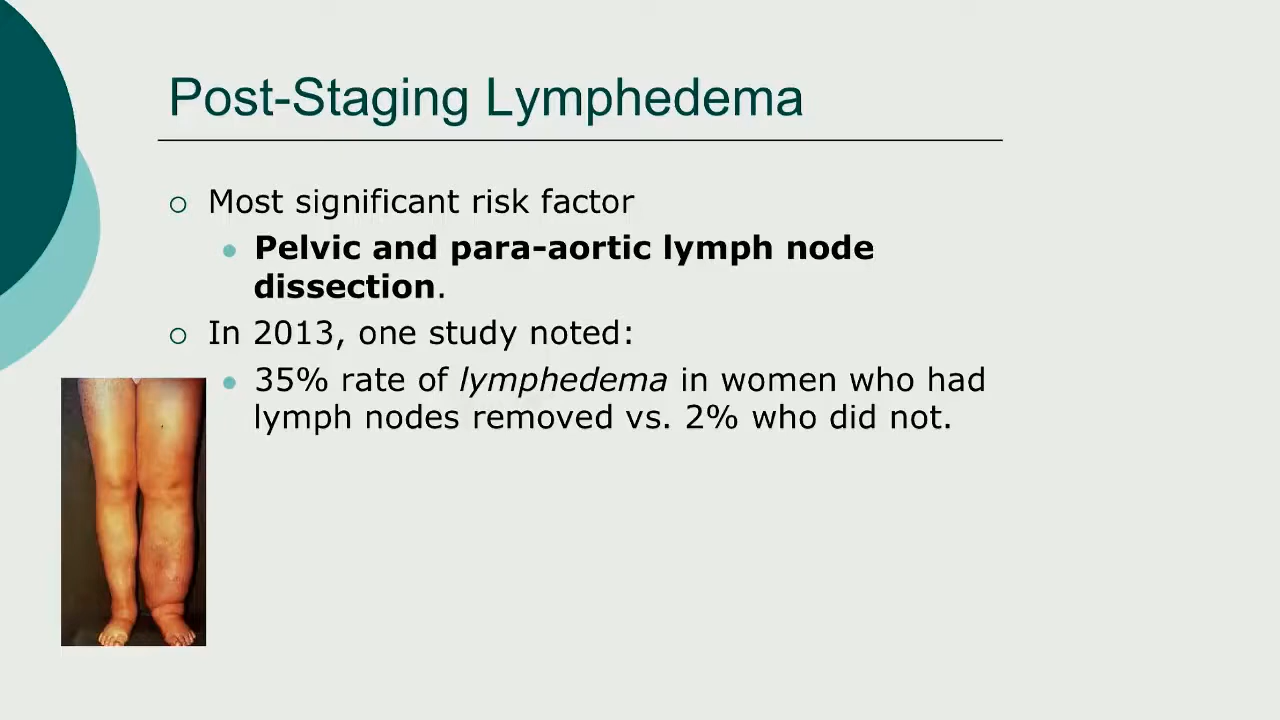 Post-Staging Lymphedema
Most significant risk factor
Pelvic and para-aortic lymph node
dissection.
In 2013, one study noted:
35% rate of lymphedema in women who had
lymph nodes removed vs. 2% who did not.